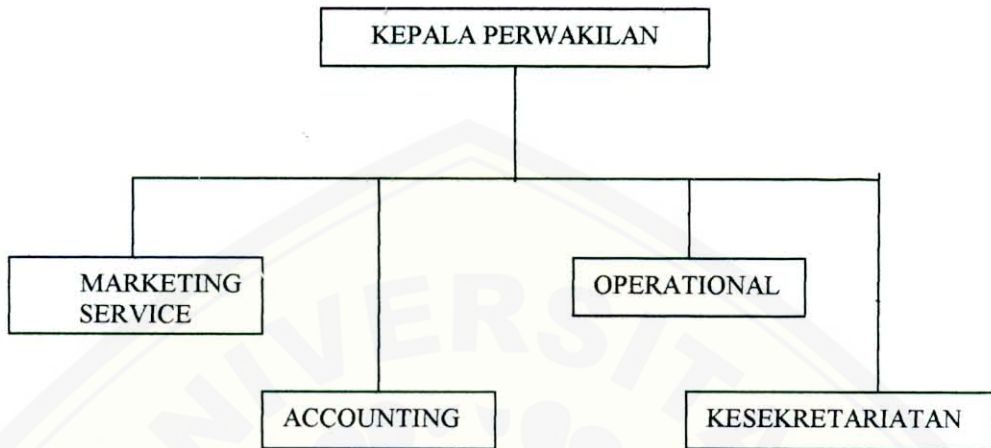 KEPALA PERWAKILAN
MARKETING
SERVICE
OPERATIONAL
ACCOUNTING
KESEKRETARIATAN